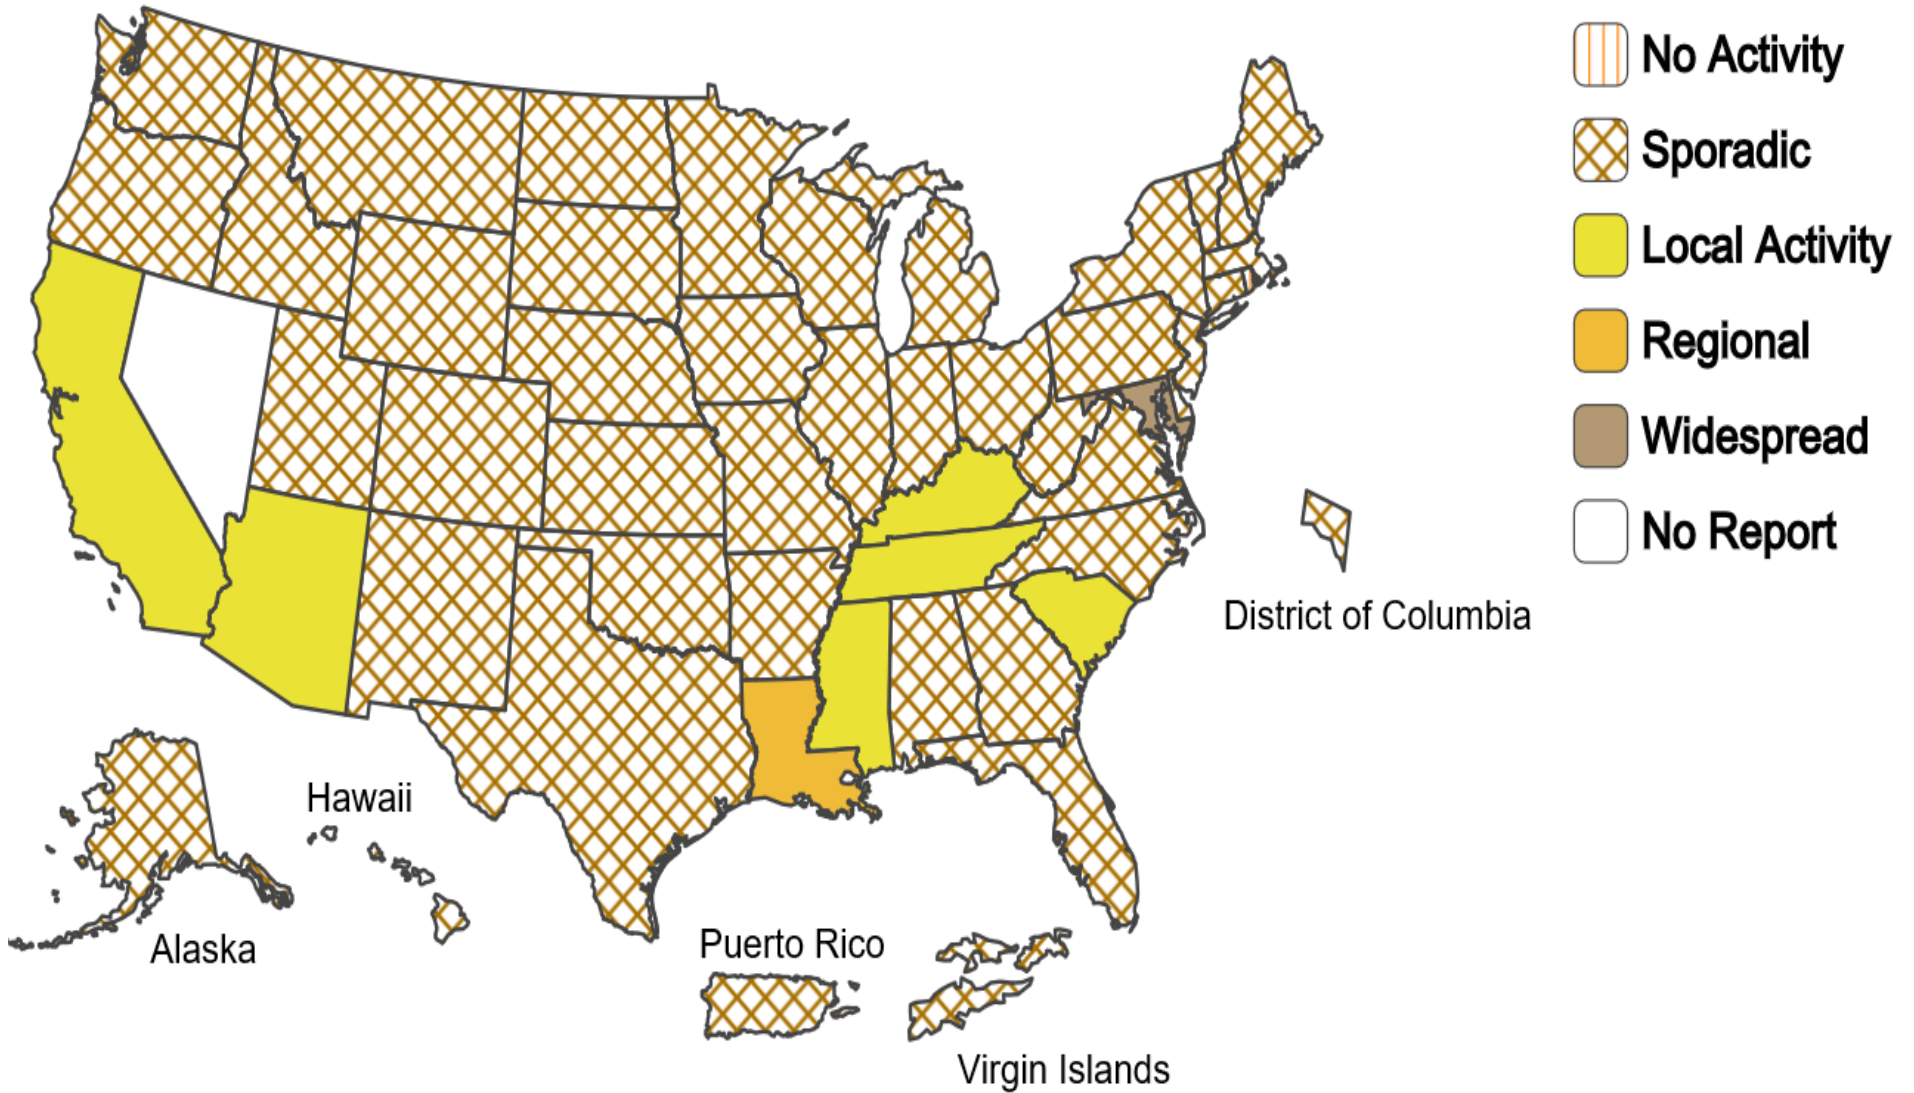 No Activity
Sporadic
Local Activity
Regional
Widespread
No Report
District of Columbia
Hawaii
Alaska
Puerto Rico
Virgin Islands